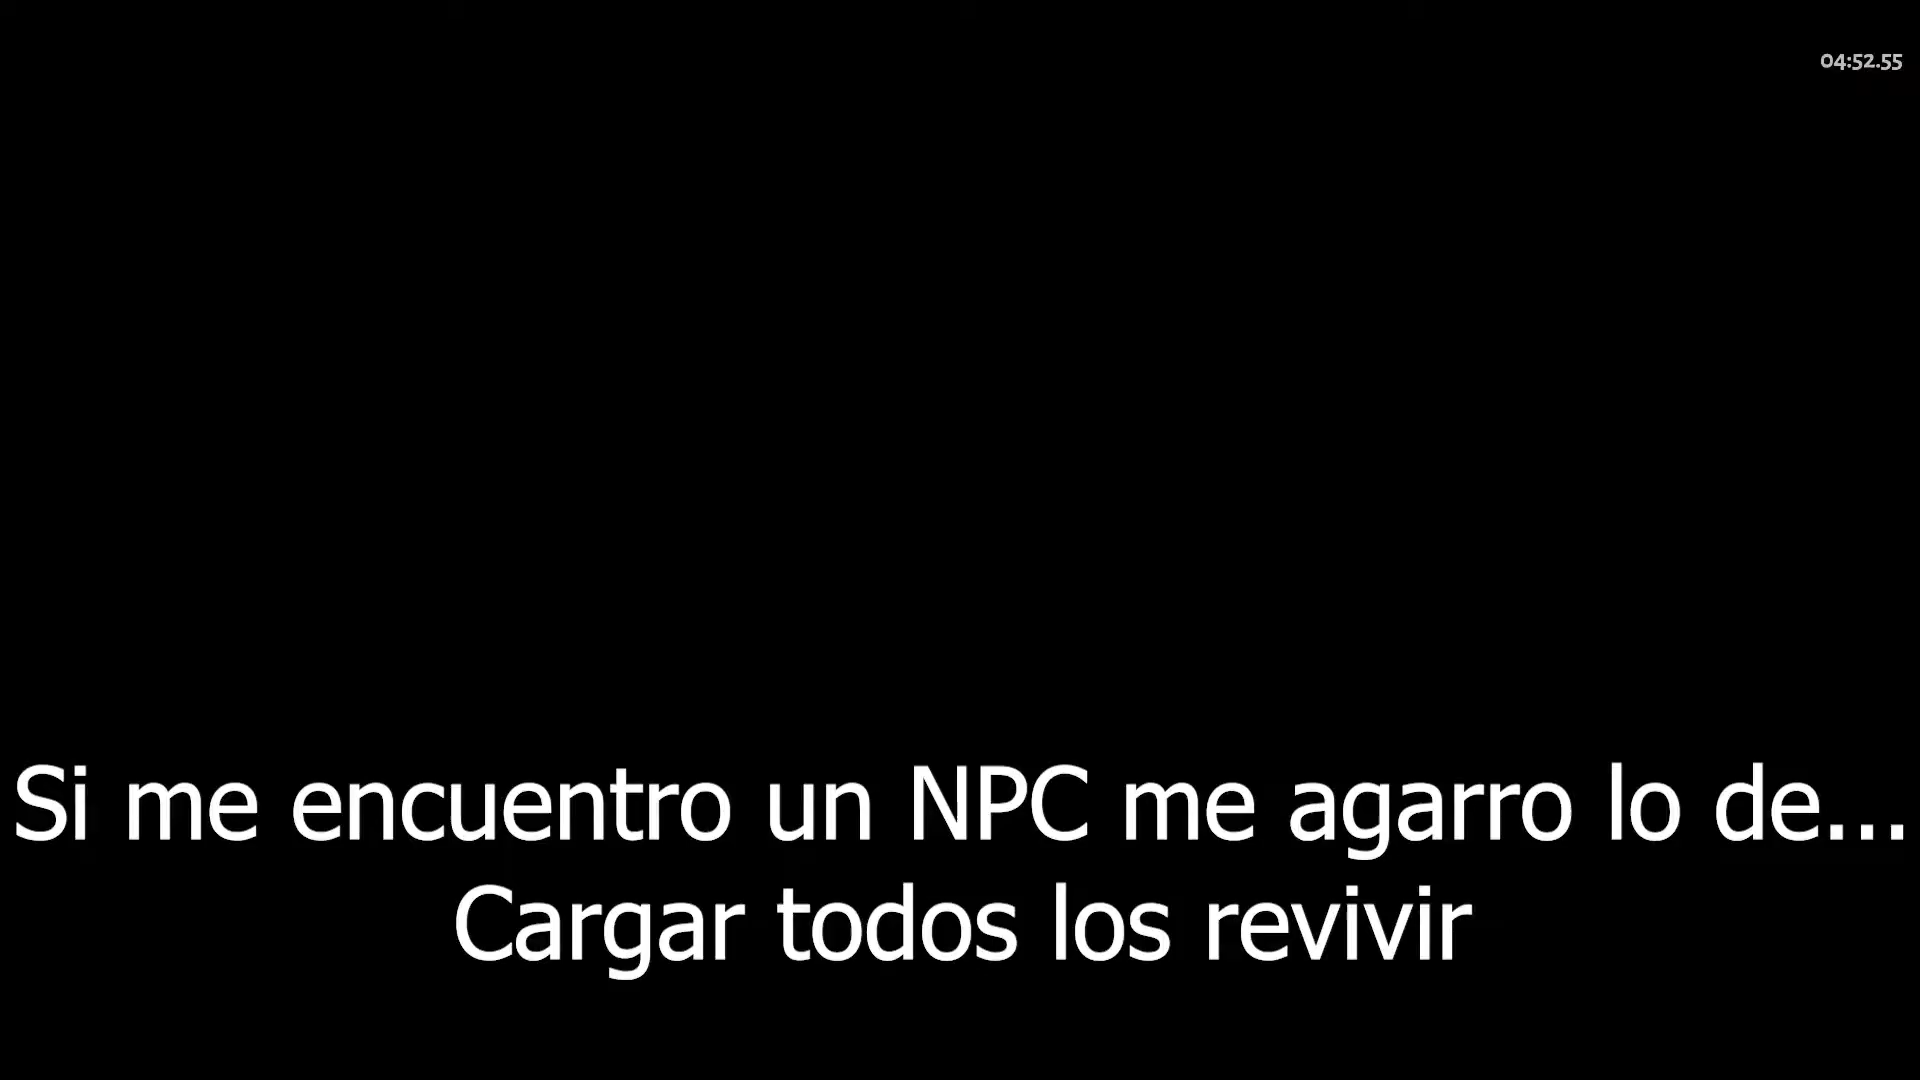 04:52.55
Si me encuentro un NPC me agarro lo de...
Cargar todos los revivir